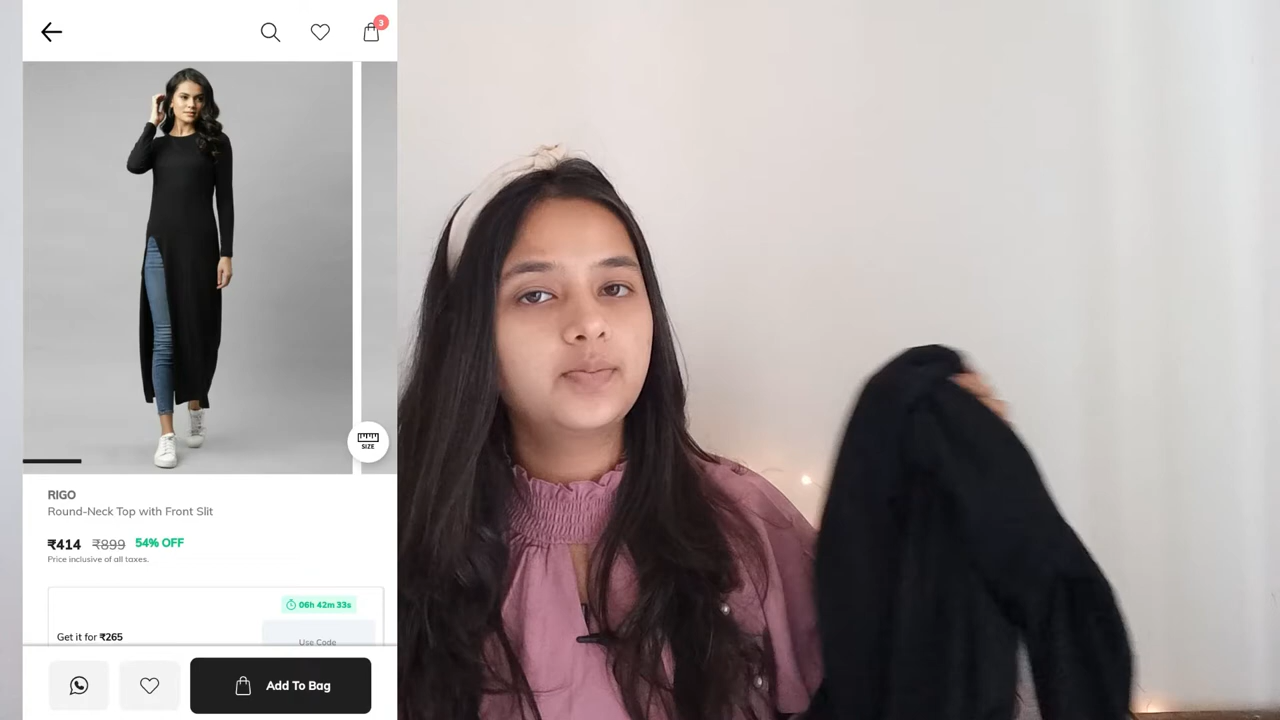 3
SIZE
RIGO
Round-Neck Top with Front Slit
₹414 ₹899 54% OFF
Price inclusive of all taxes.
06h 42m 33s
Get it for ₹265
Use Code
Add To Bag